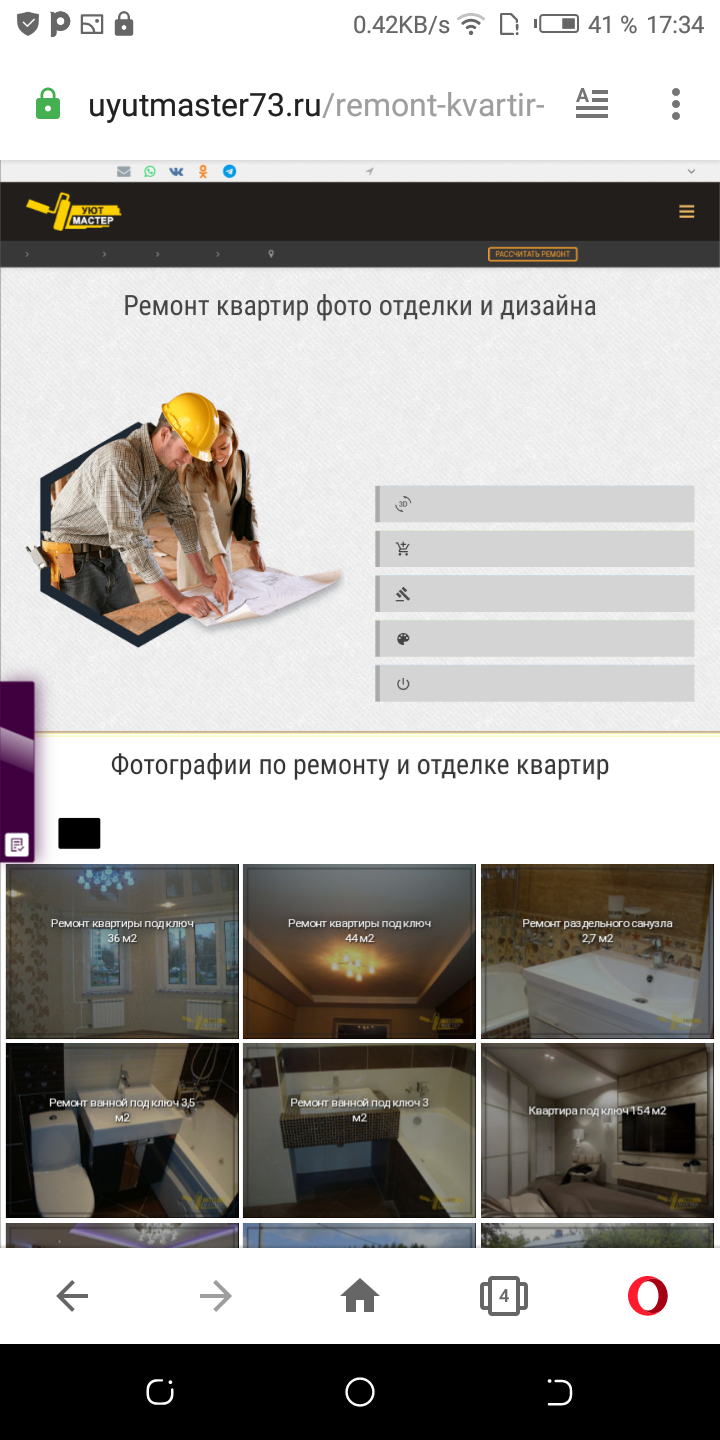 0.42KB/s 41 % 17:34
uyutmaster73.ru/remont-kvartir-
УЮТ
МАСТЕР
РАССЧИТАТЬ РЕМОНТ
Ремонт квартир фото отделки и дизайна
3D
Фотографии по ремонту и отделке квартир
Ремонт квартиры под ключ
36 м2
Ремонт квартиры под ключ
44 м2
Ремонт раздельного санузла
2,7 м2
Ремонт ванной под ключ 3,5
м2
Ремонт ванной под ключ 3
м2
Квартира под ключ 154 м2
4